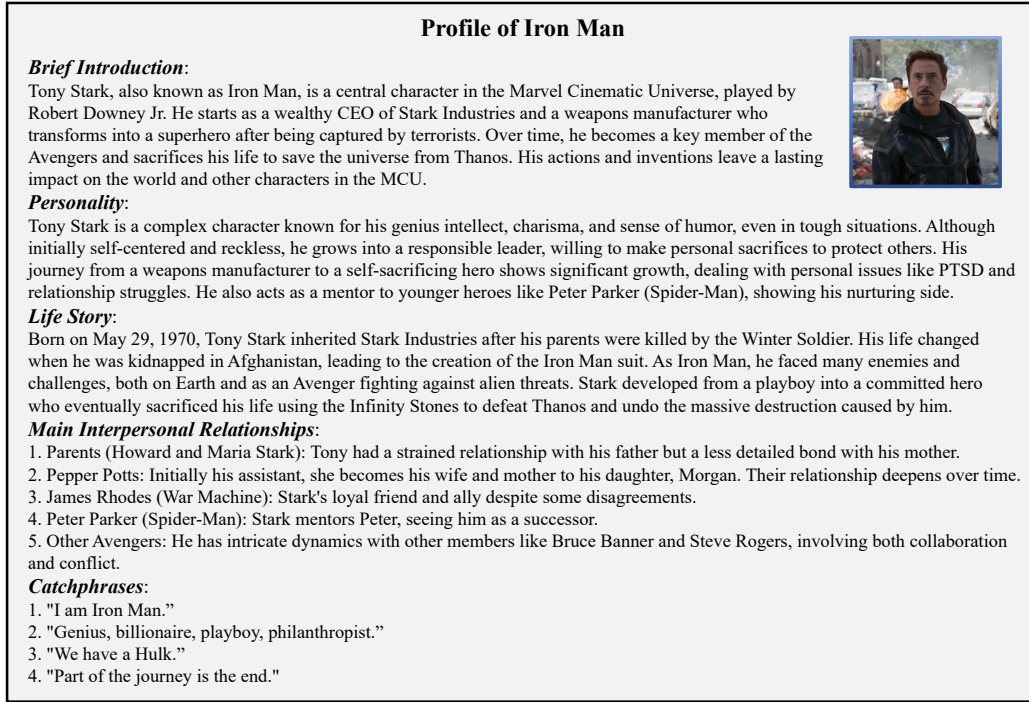 Profile of Iron Man
Brief Introduction:
Tony Stark, also known as Iron Man, is a central character in the Marvel Cinematic Universe, played by
Robert Downey Jr. He starts as a wealthy CEO of Stark Industries and a weapons manufacturer who
transforms into a superhero after being captured by terrorists. Over time, he becomes a key member of the
Avengers and sacrifices his life to save the universe from Thanos. His actions and inventions leave a lasting
impact on the world and other characters in the MCU.
Personality:
Tony Stark is a complex character known for his genius intellect, charisma, and sense of humor, even in tough situations. Although
initially self-centered and reckless, he grows into a responsible leader, willing to make personal sacrifices to protect others. His
journey from a weapons manufacturer to a self-sacrificing hero shows significant growth, dealing with personal issues like PTSD and
relationship struggles. He also acts as a mentor to younger heroes like Peter Parker (Spider-Man), showing his nurturing side.
Life Story:
Born on May 29, 1970, Tony Stark inherited Stark Industries after his parents were killed by the Winter Soldier. His life changed
when he was kidnapped in Afghanistan, leading to the creation of the Iron Man suit. As Iron Man, he faced many enemies and
challenges, both on Earth and as an Avenger fighting against alien threats. Stark developed from a playboy into a committed hero
who eventually sacrificed his life using the Infinity Stones to defeat Thanos and undo the massive destruction caused by him.
Main Interpersonal Relationships:
1. Parents (Howard and Maria Stark): Tony had a strained relationship with his father but a less detailed bond with his mother.
2. Pepper Potts: Initially his assistant, she becomes his wife and mother to his daughter, Morgan. Their relationship deepens over time.
3. James Rhodes (War Machine): Stark's loyal friend and ally despite some disagreements.
4. Peter Parker (Spider-Man): Stark mentors Peter, seeing him as a successor.
5. Other Avengers: He has intricate dynamics with other members like Bruce Banner and Steve Rogers, involving both collaboration
and conflict.
Catchphrases:
1. "I am Iron Man.”
2. "Genius, billionaire, playboy, philanthropist.”
3. "We have a Hulk.”
4. "Part of the journey is the end."